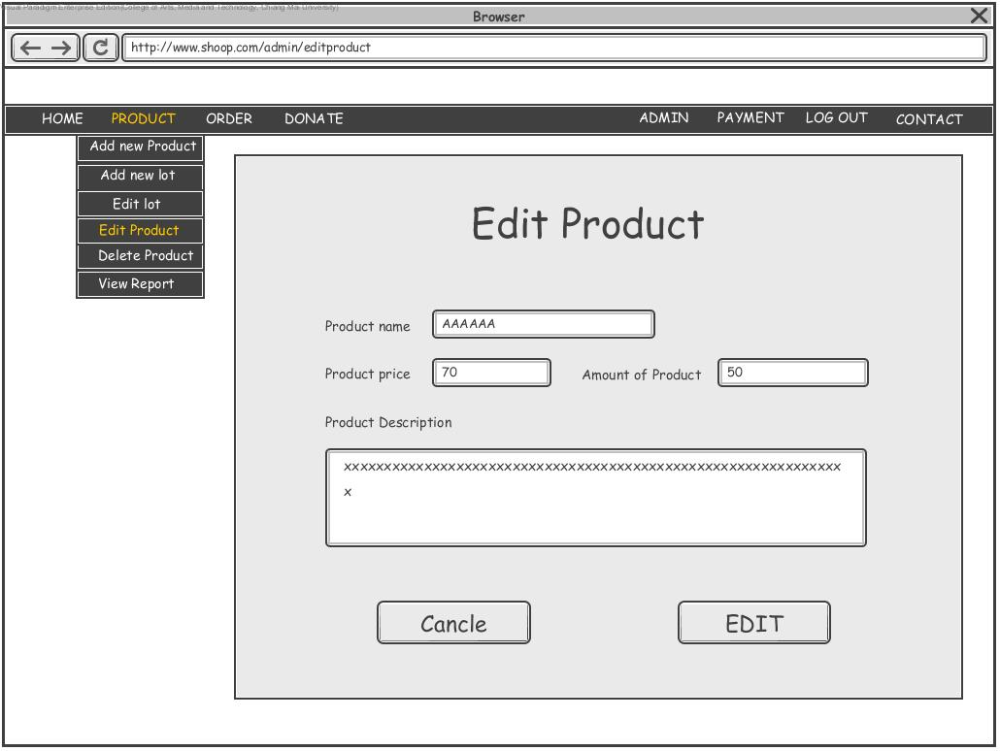 Visual Paradigm Enterprise Edition(College of Arts, Media and Technology, Chiang Mai University)
Browser
http://www.shoop.com/admin/editproduct
HOME PRODUCT ORDER DONATE ADMIN PAYMENT LOG OUT CONTACT
Add new Product
Add new lot
Edit lot
Edit Product
Delete Product
View Report
Edit Product
Product name AAAAAA
Product price 70 Amount of Product 50
Product Description
xxxxxxxxxxxxxxxxxxxxxxxxxxxxxxxxxxxxxxxxxxxxxxxxxxxxxxxxxxxxxx
x
Cancle EDIT